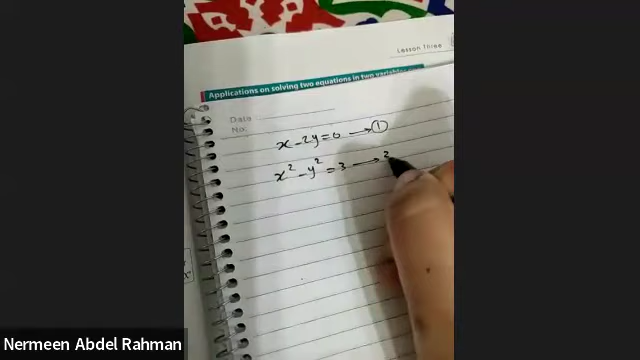 Lesson Three
Applications on solving two equations in two variables
Date
No:
x - 2y = 0 → ①
x² - y² = 3 → 2
Nermeen Abdel Rahman